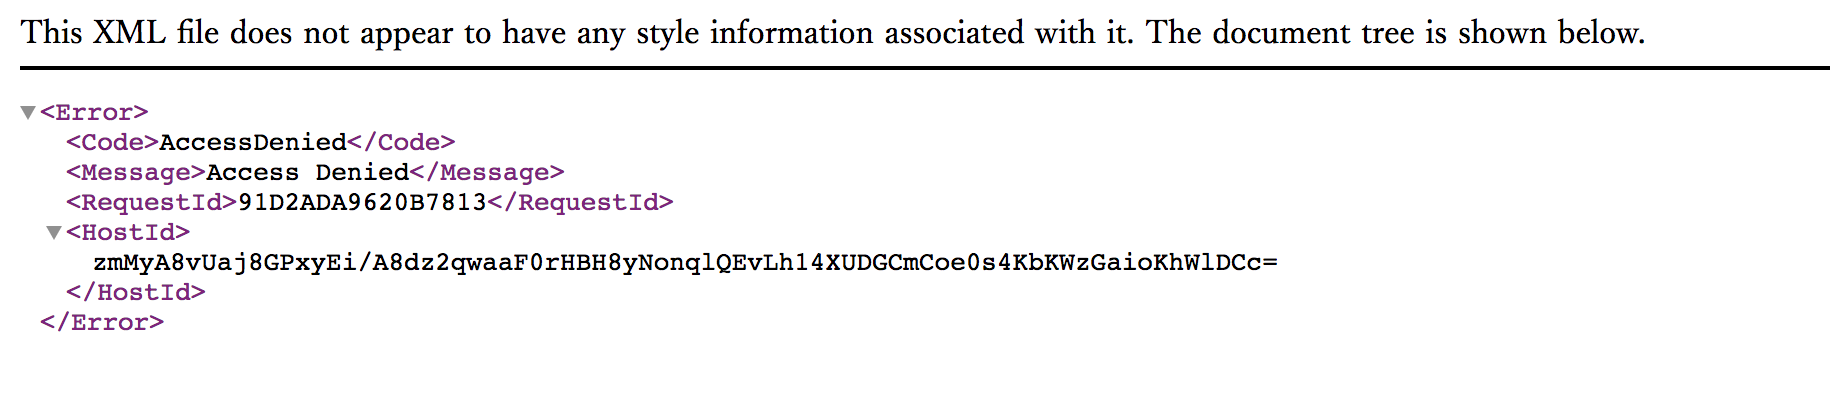 This XML file does not appear to have any style information associated with it. The document tree is shown below.
<Error>
<Code>AccessDenied</Code>
<Message>Access Denied</Message>
<RequestId>91D2ADA9620B7813</RequestId>
<HostId>
zmMyA8vUaj8GPxyEi/A8dz2qwaaF0rHBH8yNonqlQEvLh14XUDGCmCoe0s4KbKWzGaioKhWlDCc=
</HostId>
</Error>